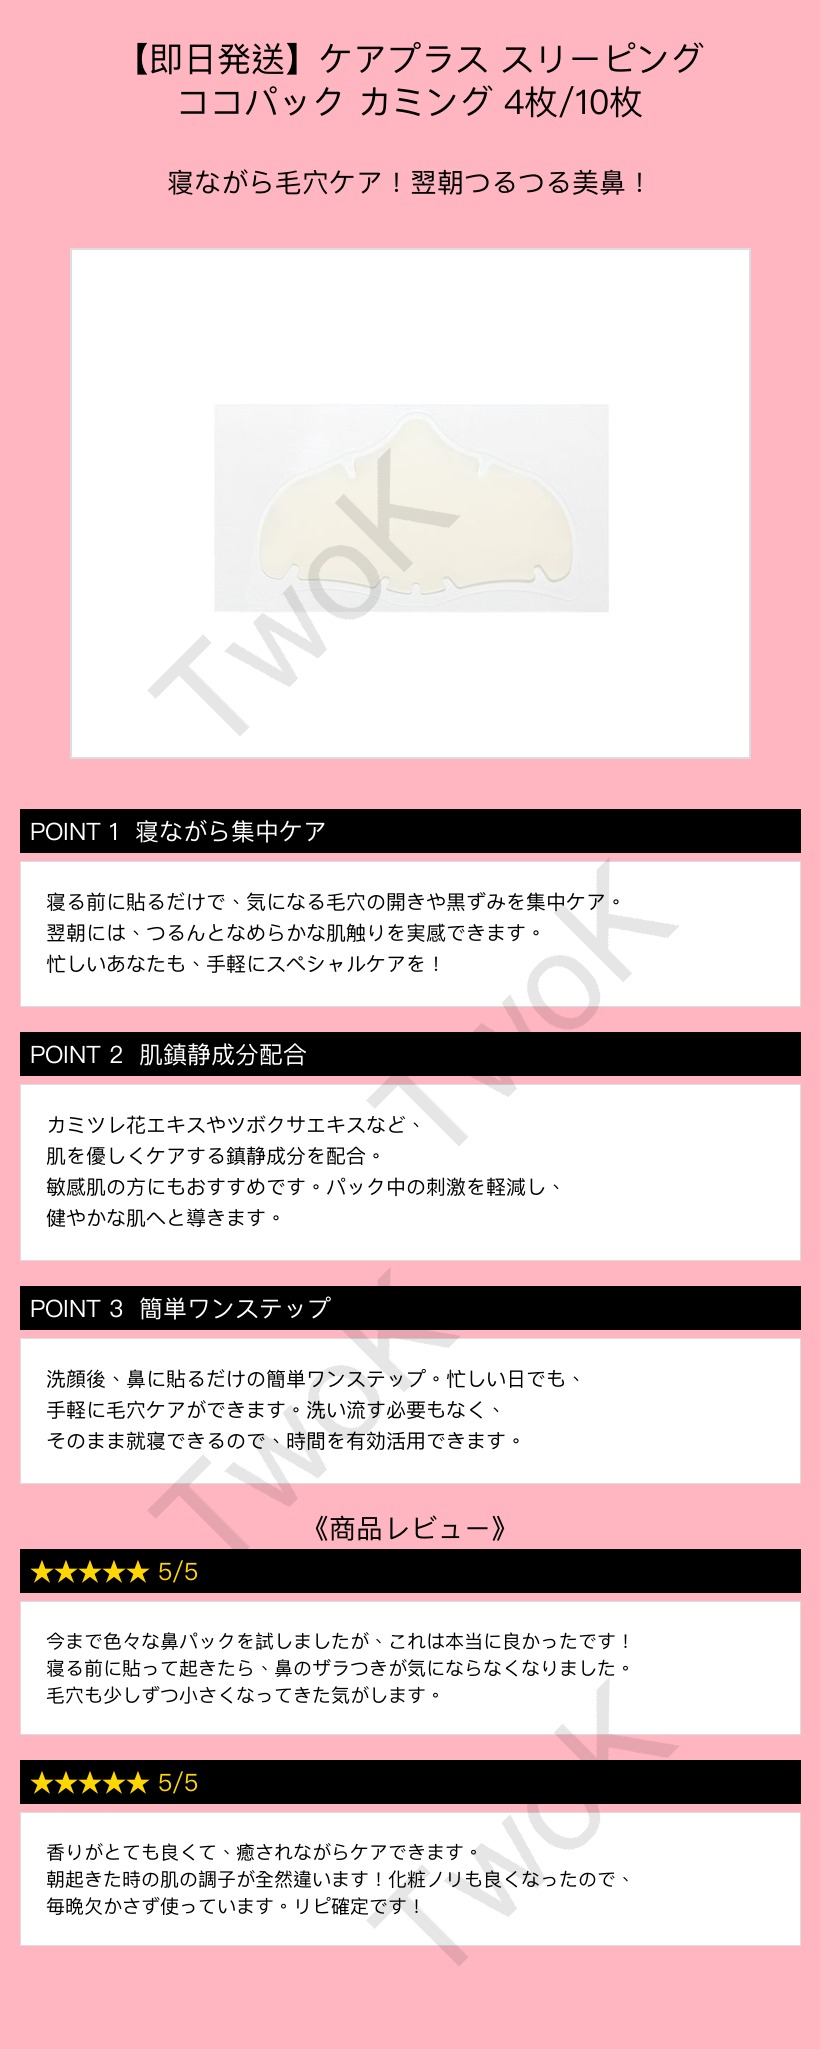 【即日発送】ケアプラス スリーピング
ココパック カミング 4枚/10枚
寝ながら毛穴ケア！翌朝つるつる美鼻！
TwoK
POINT 1 寝ながら集中ケア
寝る前に貼るだけで、気になる毛穴の開きや黒ずみを集中ケア。
翌朝には、つるんとなめらかな肌触りを実感できます。
忙しいあなたも、手軽にスペシャルケアを！
TwoK
POINT 2 肌鎮静成分配合
カミツレ花エキスやツボクサエキスなど、
肌を優しくケアする鎮静成分を配合。
敏感肌の方にもおすすめです。パック中の刺激を軽減し、
健やかな肌へと導きます。
POINT 3 簡単ワンステップ
洗顔後、鼻に貼るだけの簡単ワンステップ。忙しい日でも、
手軽に毛穴ケアができます。洗い流す必要もなく、
そのまま就寝できるので、時間を有効活用できます。
TwoK
《商品レビュー》
★★★★★ 5/5
今まで色々な鼻パックを試しましたが、これは本当に良かったです！
寝る前に貼って起きたら、鼻のザラつきが気にならなくなりました。
毛穴も少しずつ小さくなってきた気がします。
★★★★★ 5/5
香りがとても良くて、癒されながらケアできます。
朝起きた時の肌の調子が全然違います！化粧ノリも良くなったので、
毎晩欠かさず使っています。リピ確定です！
TwoK